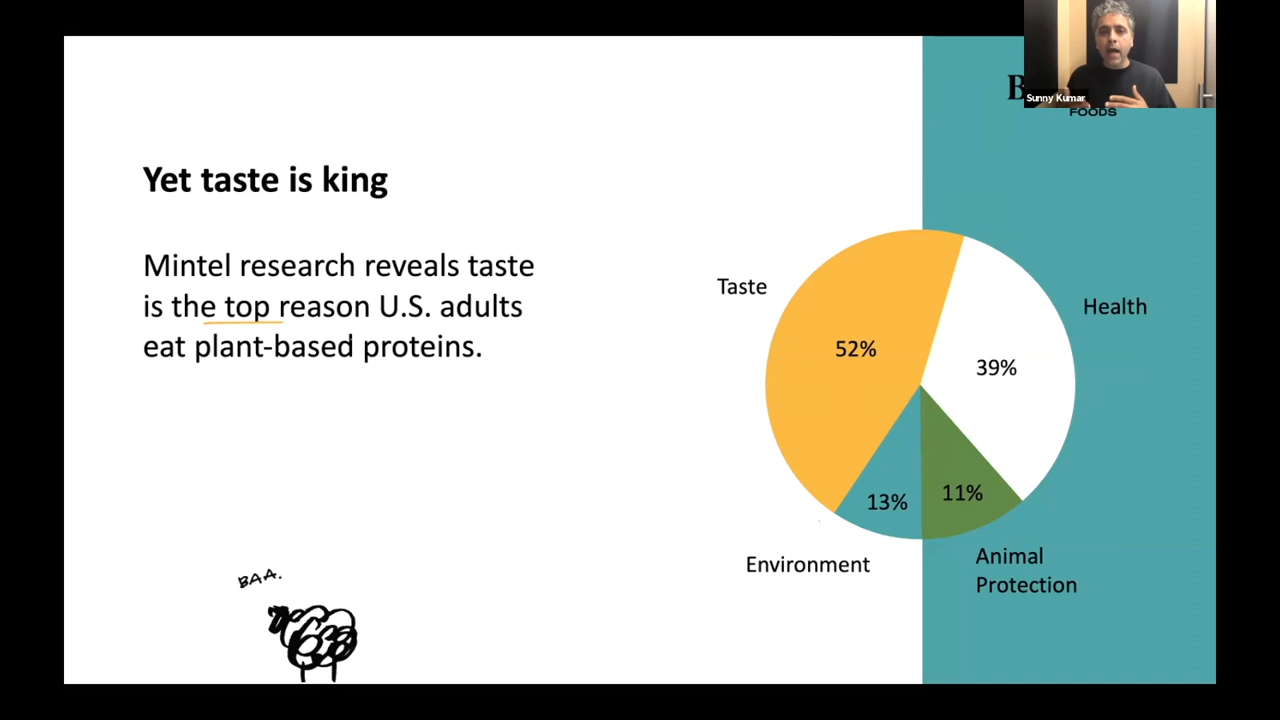 Sunny Kumar
FOODS
Yet taste is king
Mintel research reveals taste
is the top reason U.S. adults
eat plant-based proteins.
Taste
52%
Health
39%
13%
11%
Environment
Animal
Protection
BAA.